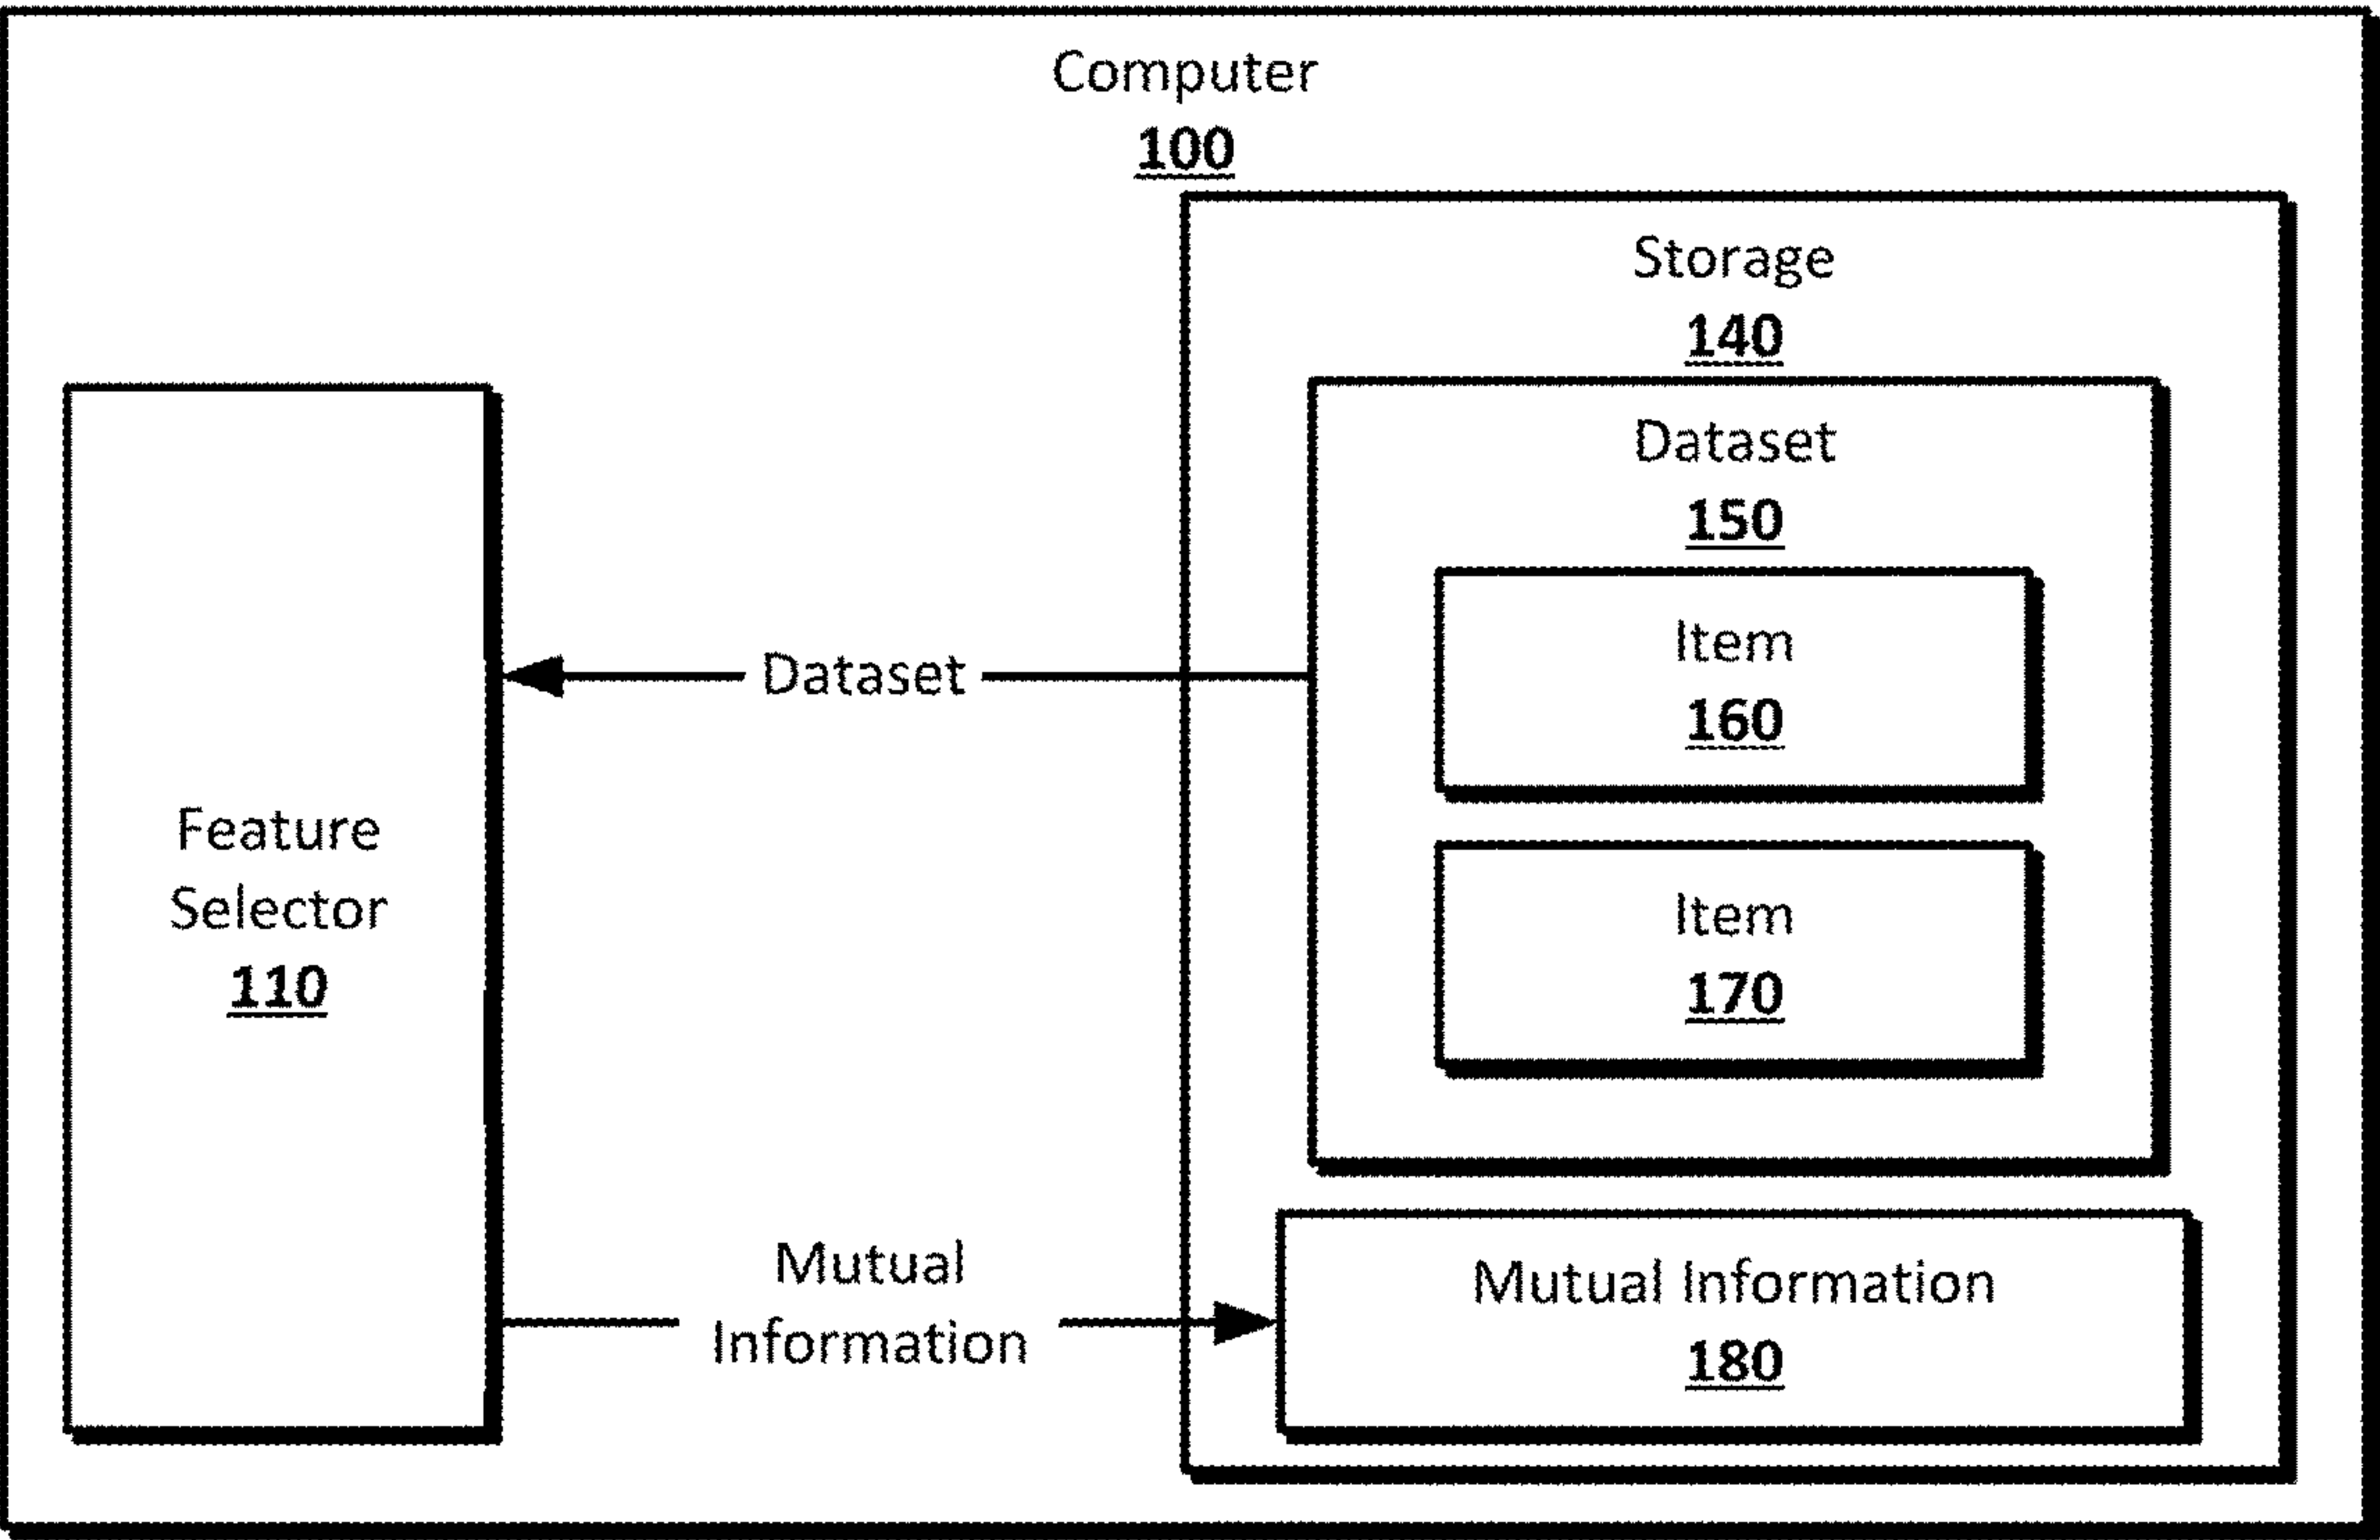 Computer
100
Storage
140
Dataset
150
Item
160
Dataset
Item
170
Feature
Selector
110
Mutual
Information
Mutual Information
180